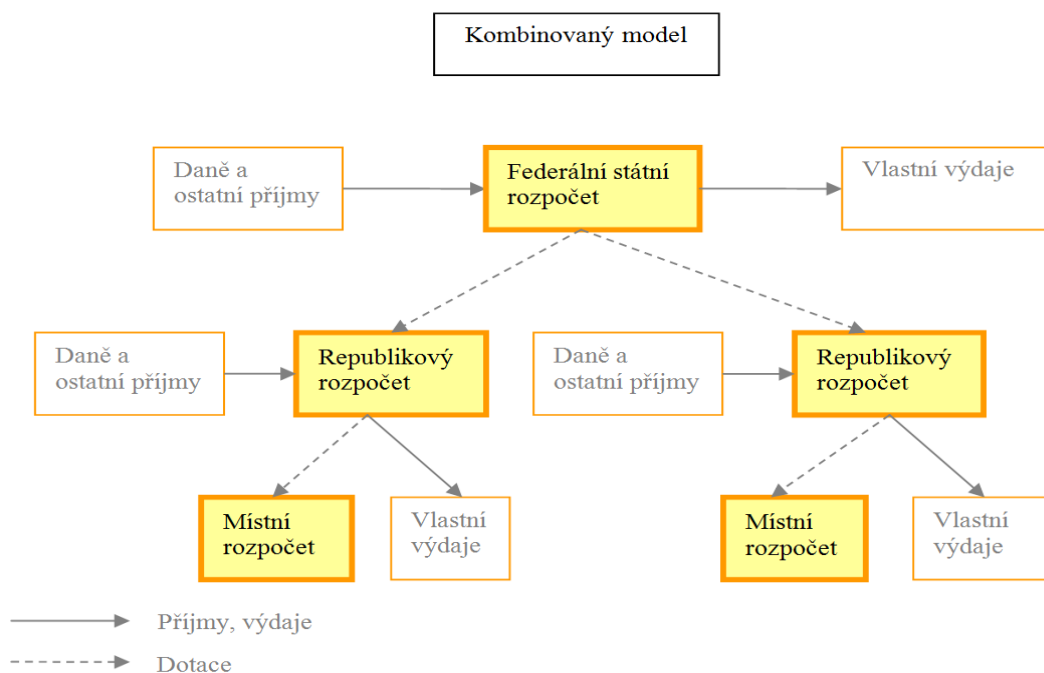 Kombinovaný model
Daně a
ostatní příjmy
Federální státní
rozpočet
Vlastní výdaje
Daně a
ostatní příjmy
Republikový
rozpočet
Daně a
ostatní příjmy
Republikový
rozpočet
Místní
rozpočet
Vlastní
výdaje
Místní
rozpočet
Vlastní
výdaje
Příjmy, výdaje
Dotace